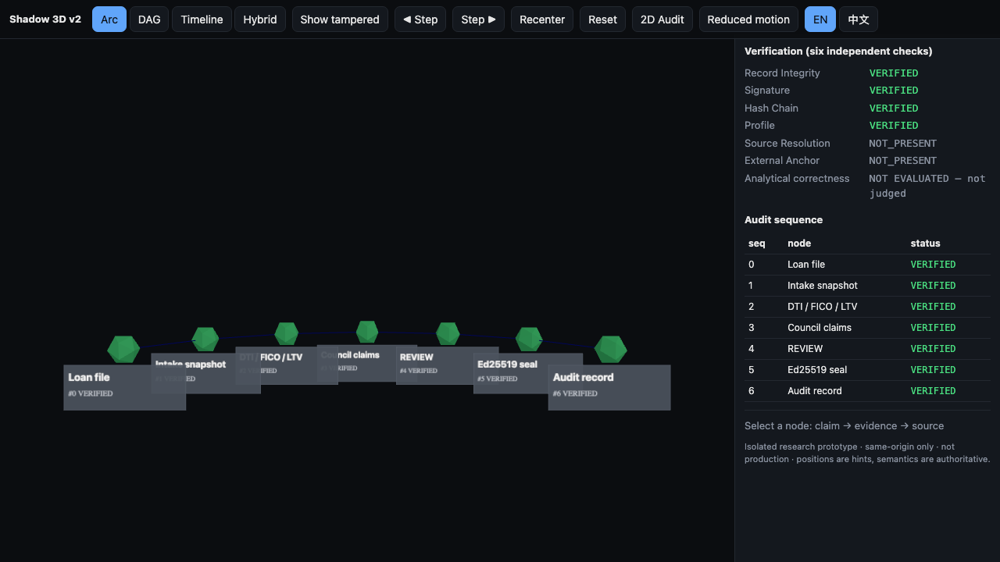 Shadow 3D v2
Arc
DAG
Timeline
Hybrid
Show tampered
◀ Step
Step ▶
Recenter
Reset
2D Audit
Reduced motion
EN
中文
Loan file
#0 VERIFIED
Intake snapshot
DTI / FICO / LTV
Council claims
REVIEW
#4 VERIFIED
Ed25519 seal
#5 VERIFIED
Audit record
#6 VERIFIED
Verification (six independent checks)
Record Integrity VERIFIED
Signature VERIFIED
Hash Chain VERIFIED
Profile VERIFIED
Source Resolution NOT_PRESENT
External Anchor NOT_PRESENT
Analytical correctness NOT EVALUATED — not
judged
Audit sequence
seq node status
0 Loan file VERIFIED
1 Intake snapshot VERIFIED
2 DTI / FICO / LTV VERIFIED
3 Council claims VERIFIED
4 REVIEW VERIFIED
5 Ed25519 seal VERIFIED
6 Audit record VERIFIED
Select a node: claim → evidence → source
Isolated research prototype · same-origin only · not
production · positions are hints, semantics are authoritative.